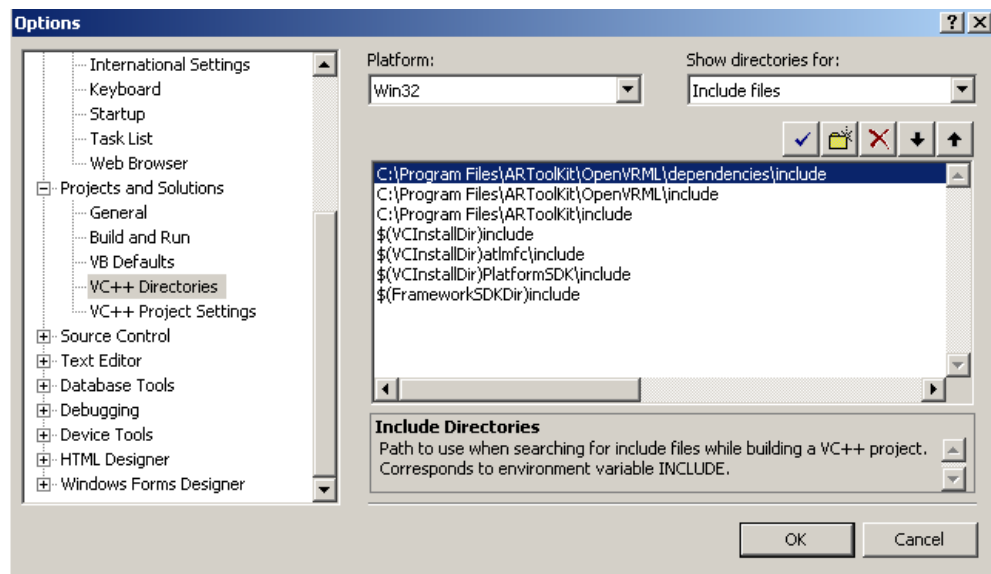 Options
International Settings
Keyboard
Startup
Task List
Web Browser
Projects and Solutions
General
Build and Run
VB Defaults
VC++ Directories
VC++ Project Settings
Source Control
Text Editor
Database Tools
Debugging
Device Tools
HTML Designer
Windows Forms Designer
Platform:
Win32
Show directories for:
Include files
C:\Program Files\ARToolKit\OpenVRML\dependencies\include
C:\Program Files\ARToolKit\OpenVRML\include
C:\Program Files\ARToolKit\include
$(VCInstallDir)include
$(VCInstallDir)atlmfc\include
$(VCInstallDir)PlatformSDK\include
$(FrameworkSDKDir)include
Include Directories
Path to use when searching for include files while building a VC++ project.
Corresponds to environment variable INCLUDE.
OK
Cancel